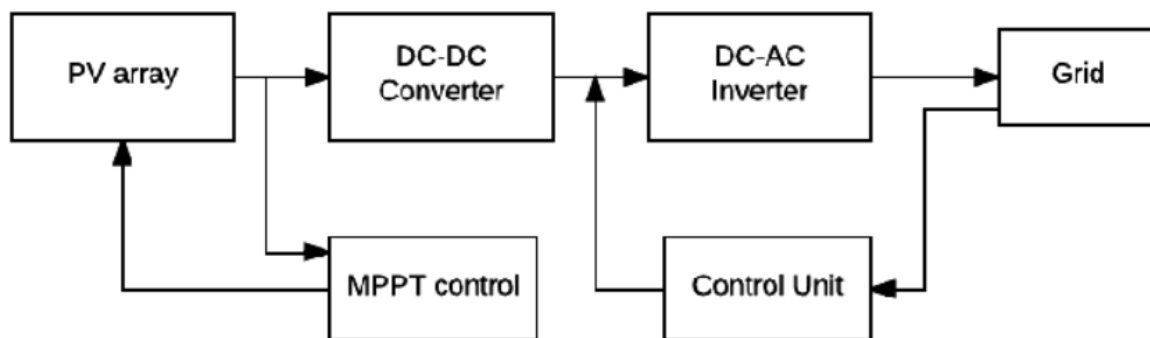 PV array
DC-DC
Converter
DC-AC
Inverter
Grid
MPPT control
Control Unit